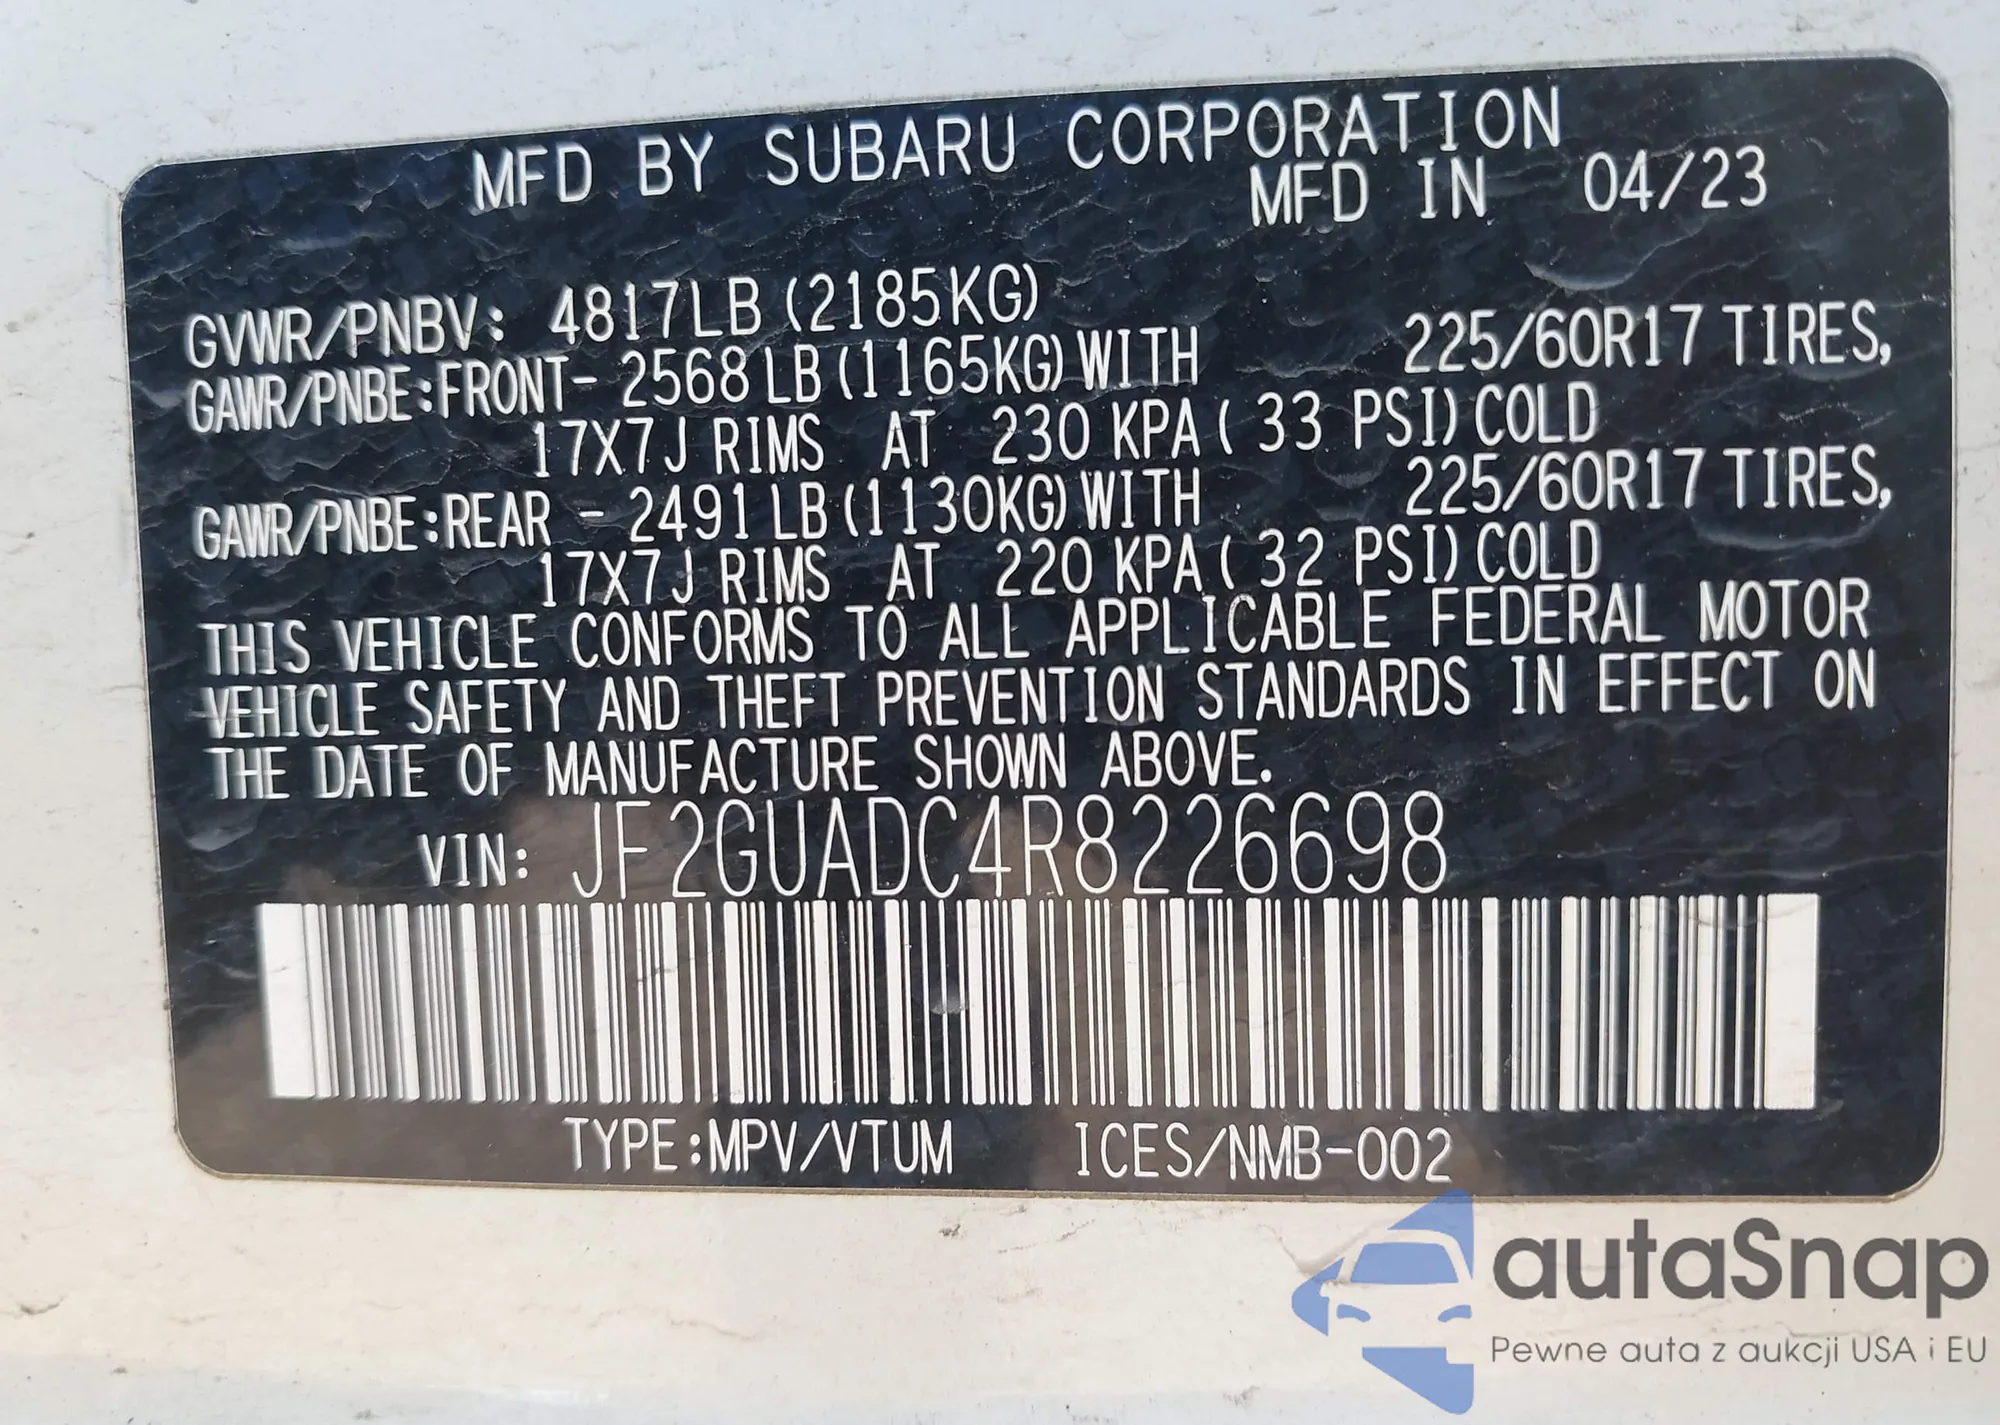 MFD BY SUBARU CORPORATION
MFD IN 04/23
GVWR/PNBV: 4817LB (2185KG)
GAWR/PNBE:FRONT- 2568LB (1165KG) WITH 225/60R17 TIRES,
17X7J RIMS AT 230 KPA ( 33 PSI) COLD
GAWR/PNBE:REAR - 2491LB (1130KG) WITH 225/60R17 TIRES,
17X7J RIMS AT 220 KPA ( 32 PSI) COLD
THIS VEHICLE CONFORMS TO ALL APPLICABLE FEDERAL MOTOR
VEHICLE SAFETY AND THEFT PREVENTION STANDARDS IN EFFECT ON
THE DATE OF MANUFACTURE SHOWN ABOVE.
VIN: JF2GUADC4R8226698
TYPE:MPV/VTUM ICES/NMB-002
autaSnap
Pewne auta z aukcji USA i EU